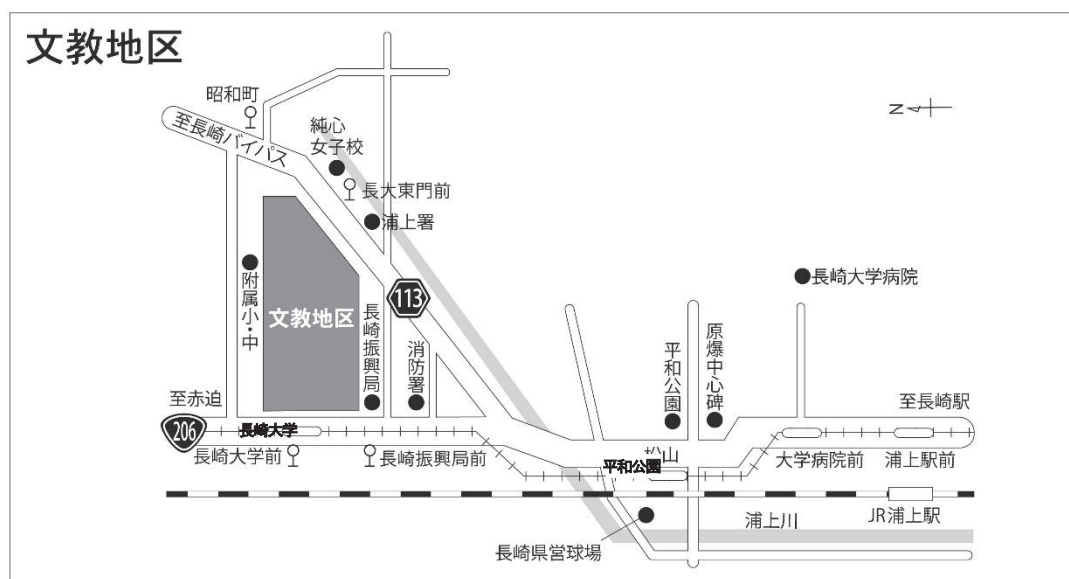 文教地区
昭和町
至長崎バイパス
純心
女子校
長大東門前
浦上署
N
113
附属小・中
文教地区
長崎振興局
消防署
長崎大学病院
平和公園
原爆中心碑
至赤迫
206
長崎大学
長崎大学前
長崎振興局前
松山
平和公園
至長崎駅
大学病院前
浦上駅前
浦上川
JR浦上駅
長崎県営球場